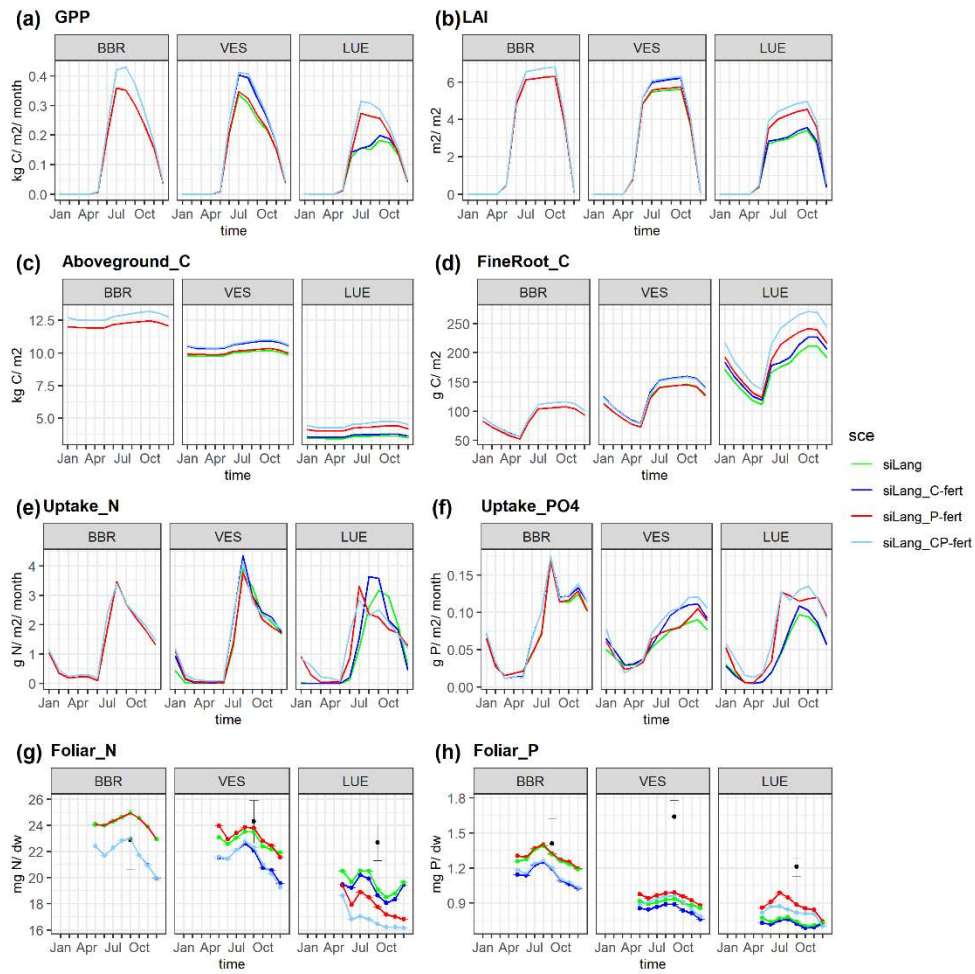 (a) GPP
(b) LAI
BBR VES LUE
BBR VES LUE
0.4
0.3
0.2
0.1
0.0
6
4
2
0
kg C/ m2/ month
m2/ m2
Jan Apr Jul Oct Jan Apr Jul Oct Jan Apr Jul Oct
Jan Apr Jul Oct Jan Apr Jul Oct Jan Apr Jul Oct
time
time
(c) Aboveground_C
(d) FineRoot_C
BBR VES LUE
BBR VES LUE
12.5
10.0
7.5
5.0
250
200
150
100
50
kg C/ m2
g C/ m2
Jan Apr Jul Oct Jan Apr Jul Oct Jan Apr Jul Oct
Jan Apr Jul Oct Jan Apr Jul Oct Jan Apr Jul Oct
time
time
sce
siLang
siLang_C-fert
siLang_P-fert
siLang_CP-fert
(e) Uptake_N
(f) Uptake_PO4
BBR VES LUE
BBR VES LUE
4
3
2
1
0
0.15
0.10
0.05
0.00
g N/ m2/ month
g P/ m2/ month
Jan Apr Jul Oct Jan Apr Jul Oct Jan Apr Jul Oct
Jan Apr Jul Oct Jan Apr Jul Oct Jan Apr Jul Oct
time
time
(g) Foliar_N
(h) Foliar_P
BBR VES LUE
BBR VES LUE
26
24
22
20
18
16
1.8
1.5
1.2
0.9
mg N/ dw
mg P/ dw
Jan Apr Jul Oct Jan Apr Jul Oct Jan Apr Jul Oct
Jan Apr Jul Oct Jan Apr Jul Oct Jan Apr Jul Oct
time
time